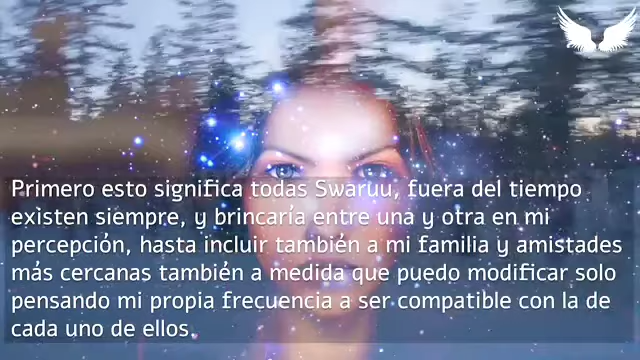 Primero esto significa todas Swaruu, fuera del tiempo
existen siempre, y brincaría entre una y otra en mi
percepción, hasta incluir también a mi familia y amistades
más cercanas también a medida que puedo modificar solo
pensando mi propia frecuencia a ser compatible con la de
cada uno de ellos.